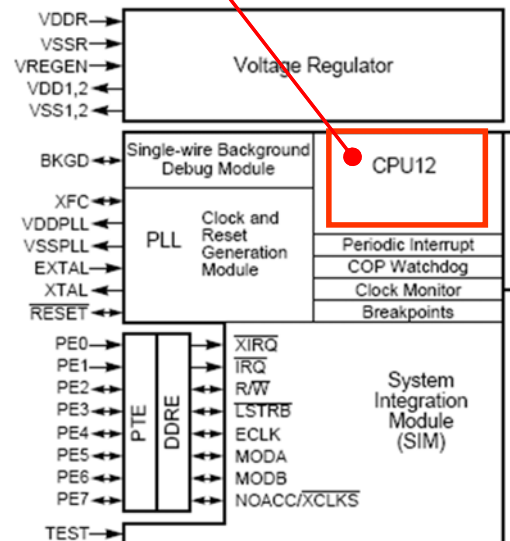 VDDR
VSSR
VREGEN
VDD1,2
VSS1,2
Voltage Regulator
BKGD
Single-wire Background
Debug Module
CPU12
XFC
VDDPLL
VSSPLL
EXTAL
XTAL
RESET
PLL
Clock and
Reset
Generation
Module
Periodic Interrupt
COP Watchdog
Clock Monitor
Breakpoints
PE0
PE1
PE2
PE3
PE4
PE5
PE6
PE7
PTE
DDRE
XIRQ
IRQ
R/W
LSTRB
ECLK
MODA
MODB
NOACC/XCLKS
System
Integration
Module
(SIM)
TEST